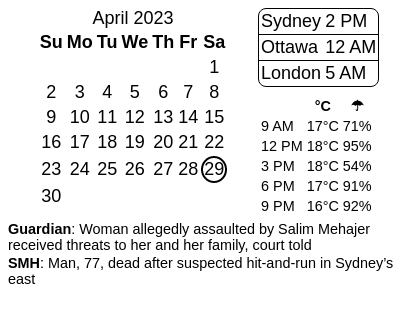 April 2023
Su Mo Tu We Th Fr Sa
1
2 3 4 5 6 7 8
9 10 11 12 13 14 15
16 17 18 19 20 21 22
23 24 25 26 27 28 29
30
Sydney 2 PM
Ottawa 12 AM
London 5 AM
°C ☂
9 AM 17°C 71%
12 PM 18°C 95%
3 PM 18°C 54%
6 PM 17°C 91%
9 PM 16°C 92%
Guardian: Woman allegedly assaulted by Salim Mehajer
received threats to her and her family, court told
SMH: Man, 77, dead after suspected hit-and-run in Sydney’s
east